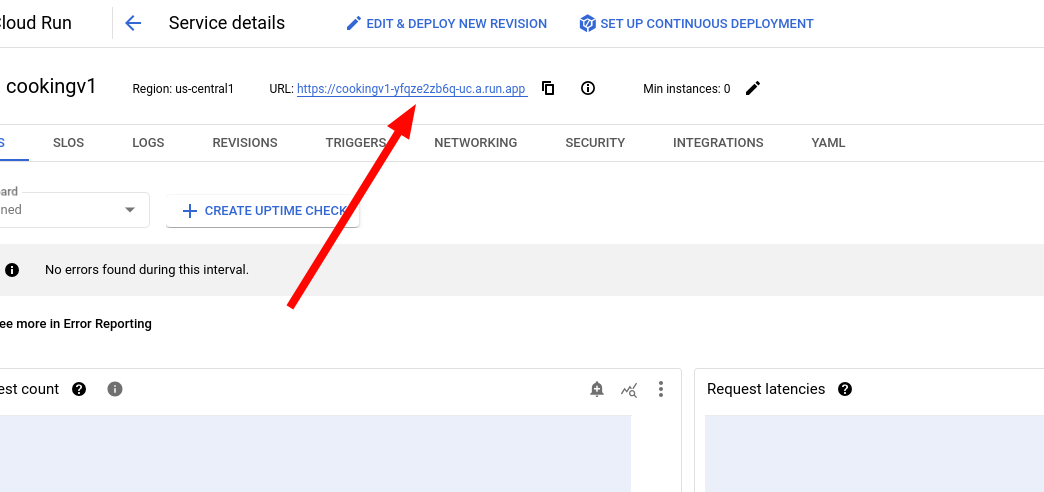 loud Run
Service details
EDIT & DEPLOY NEW REVISION
SET UP CONTINUOUS DEPLOYMENT
cookingv1
Region: us-central1
URL: https://cookingv1-yfqze2zb6q-uc.a.run.app
Min instances: 0
S
SLOS
LOGS
REVISIONS
TRIGGERS
NETWORKING
SECURITY
INTEGRATIONS
YAML
ard
ned
CREATE UPTIME CHECK
No errors found during this interval.
ee more in Error Reporting
est count
Request latencies